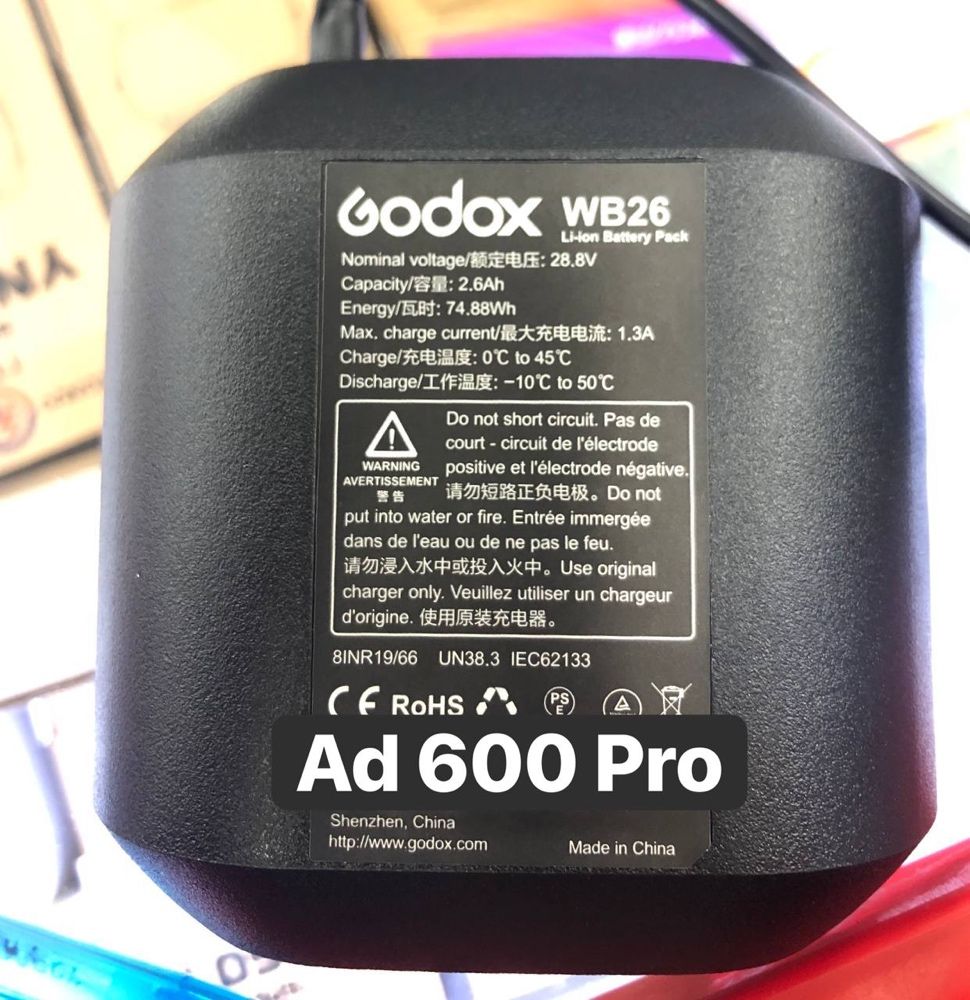 Godox WB26
Li-ion Battery Pack
Nominal voltage/额定电压: 28.8V
Capacity/容量: 2.6Ah
Energy/瓦时: 74.88Wh
Max. charge current/最大充电电流: 1.3A
Charge/充电温度: 0℃ to 45℃
Discharge/工作温度: −10℃ to 50℃
WARNING
AVERTISSEMENT
警告
Do not short circuit. Pas de
court - circuit de l'électrode
positive et l'électrode négative.
请勿短路正负电极。Do not
put into water or fire. Entrée immergée
dans de l'eau ou de ne pas le feu.
请勿浸入水中或投入火中。Use original
charger only. Veuillez utiliser un chargeur
d'origine. 使用原装充电器。
8INR19/66 UN38.3 IEC62133
CE RoHS PS E
Ad 600 Pro
Shenzhen, China
http://www.godox.com Made in China
NA